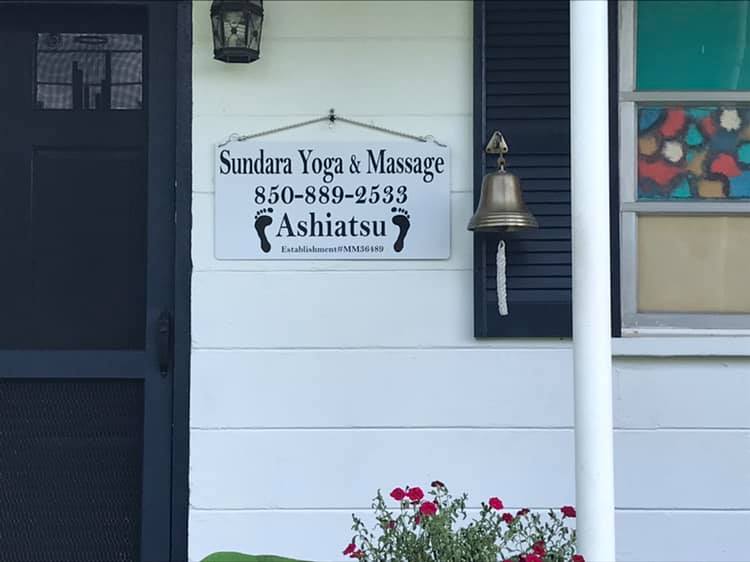 Sundara Yoga & Massage
850-889-2533
Ashiatsu
Establishment#MM36489